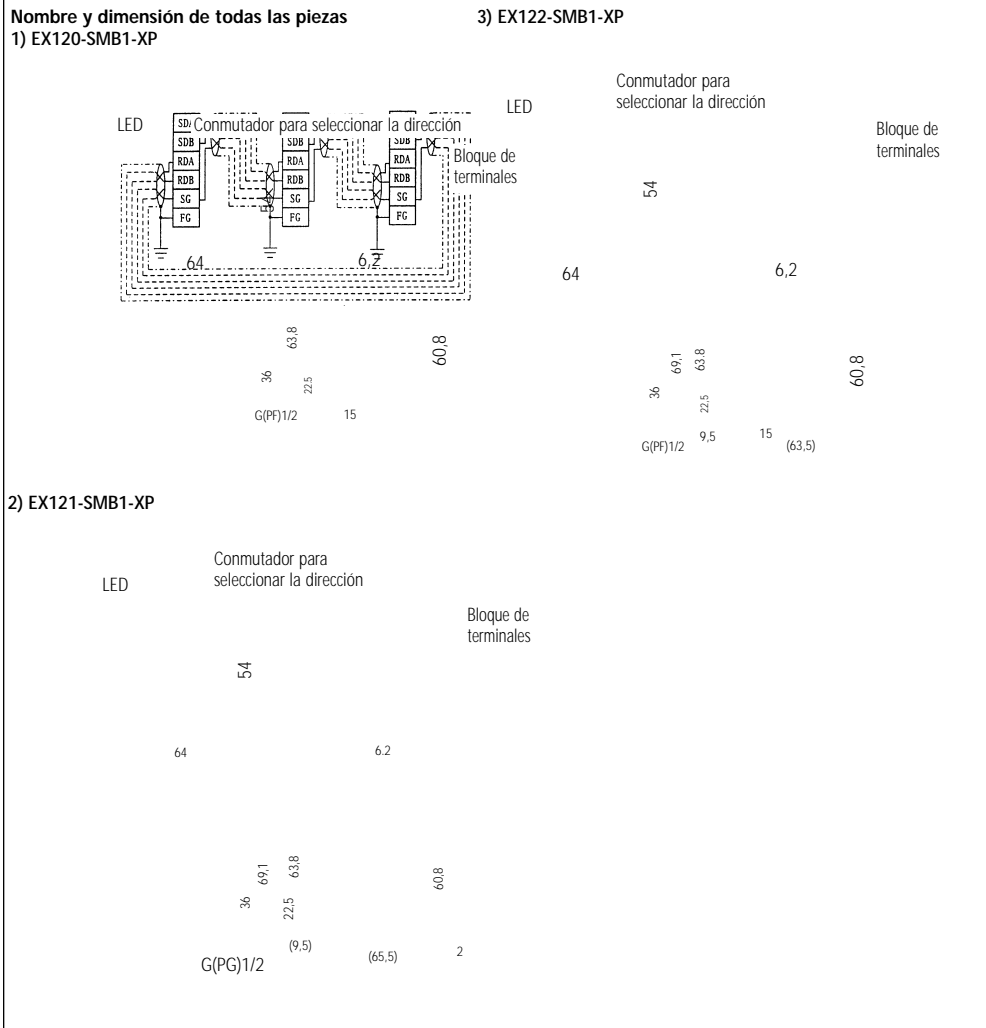 Nombre y dimensión de todas las piezas
1) EX120-SMB1-XP
LED
Conmutador para seleccionar la dirección
Bloque de
terminales
SDB
RDA
RDB
SG
FG
SDB
RDA
RDB
SG
FG
SDB
RDA
RDB
SG
FG
64
6,2
63,8
60,8
36
22.5
G(PF)1/2
15
2) EX121-SMB1-XP
LED
Conmutador para
seleccionar la dirección
Bloque de
terminales
54
64
6.2
69,1
63,8
60,8
36
22,5
(9,5)
G(PG)1/2
(65,5)
2
3) EX122-SMB1-XP
LED
Conmutador para
seleccionar la dirección
Bloque de
terminales
54
64
6,2
69,1
63.8
60,8
36
22,5
G(PF)1/2
9,5
15
(63,5)